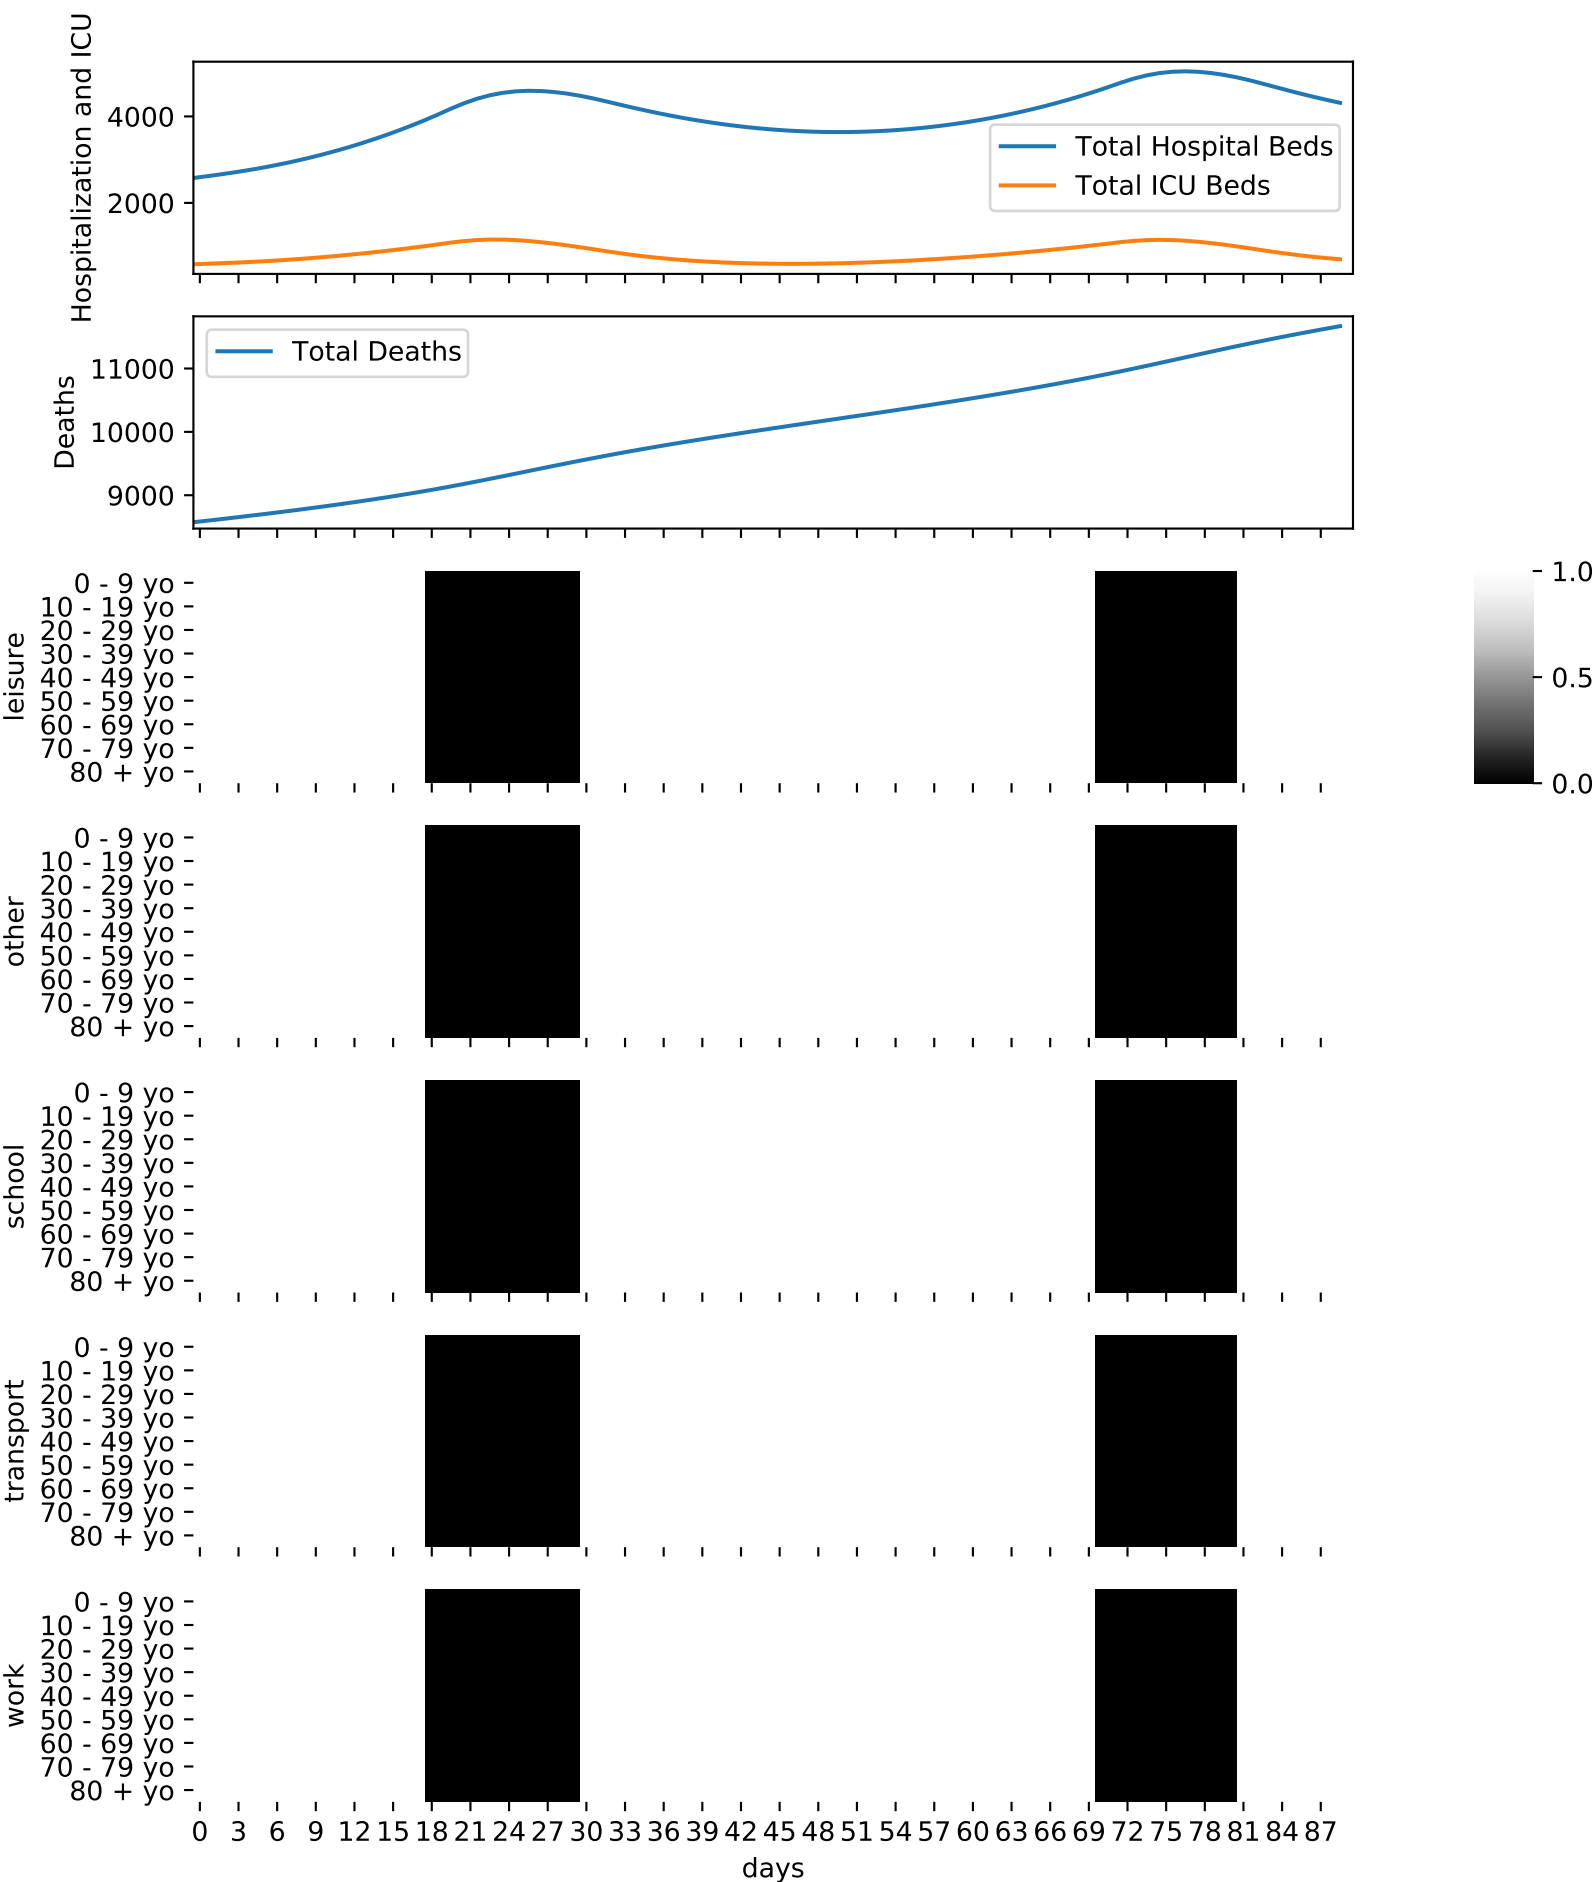 Hospitalization and ICU
4000
2000
Total Hospital Beds
Total ICU Beds
Deaths
11000
10000
9000
Total Deaths
leisure
0 - 9 yo
10 - 19 yo
20 - 29 yo
30 - 39 yo
40 - 49 yo
50 - 59 yo
60 - 69 yo
70 - 79 yo
80 + yo
1.0
0.5
0.0
other
0 - 9 yo
10 - 19 yo
20 - 29 yo
30 - 39 yo
40 - 49 yo
50 - 59 yo
60 - 69 yo
70 - 79 yo
80 + yo
school
0 - 9 yo
10 - 19 yo
20 - 29 yo
30 - 39 yo
40 - 49 yo
50 - 59 yo
60 - 69 yo
70 - 79 yo
80 + yo
transport
0 - 9 yo
10 - 19 yo
20 - 29 yo
30 - 39 yo
40 - 49 yo
50 - 59 yo
60 - 69 yo
70 - 79 yo
80 + yo
work
0 - 9 yo
10 - 19 yo
20 - 29 yo
30 - 39 yo
40 - 49 yo
50 - 59 yo
60 - 69 yo
70 - 79 yo
80 + yo
0 3 6 9 12 15 18 21 24 27 30 33 36 39 42 45 48 51 54 57 60 63 66 69 72 75 78 81 84 87
days